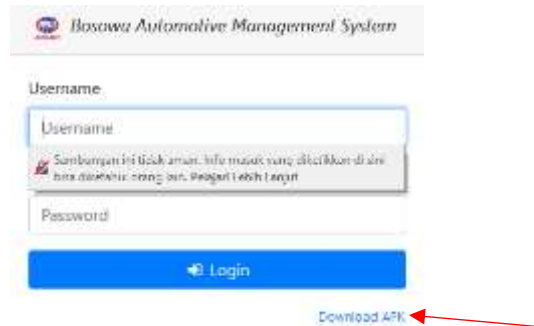 Bosowa Automotive Management System
Username
Username
Sambungan ini tidak aman. Info masuk yang diketikkan di sini
bisa diketahui orang lain. Pelajari Lebih Lanjut
Password
Login
Download APK